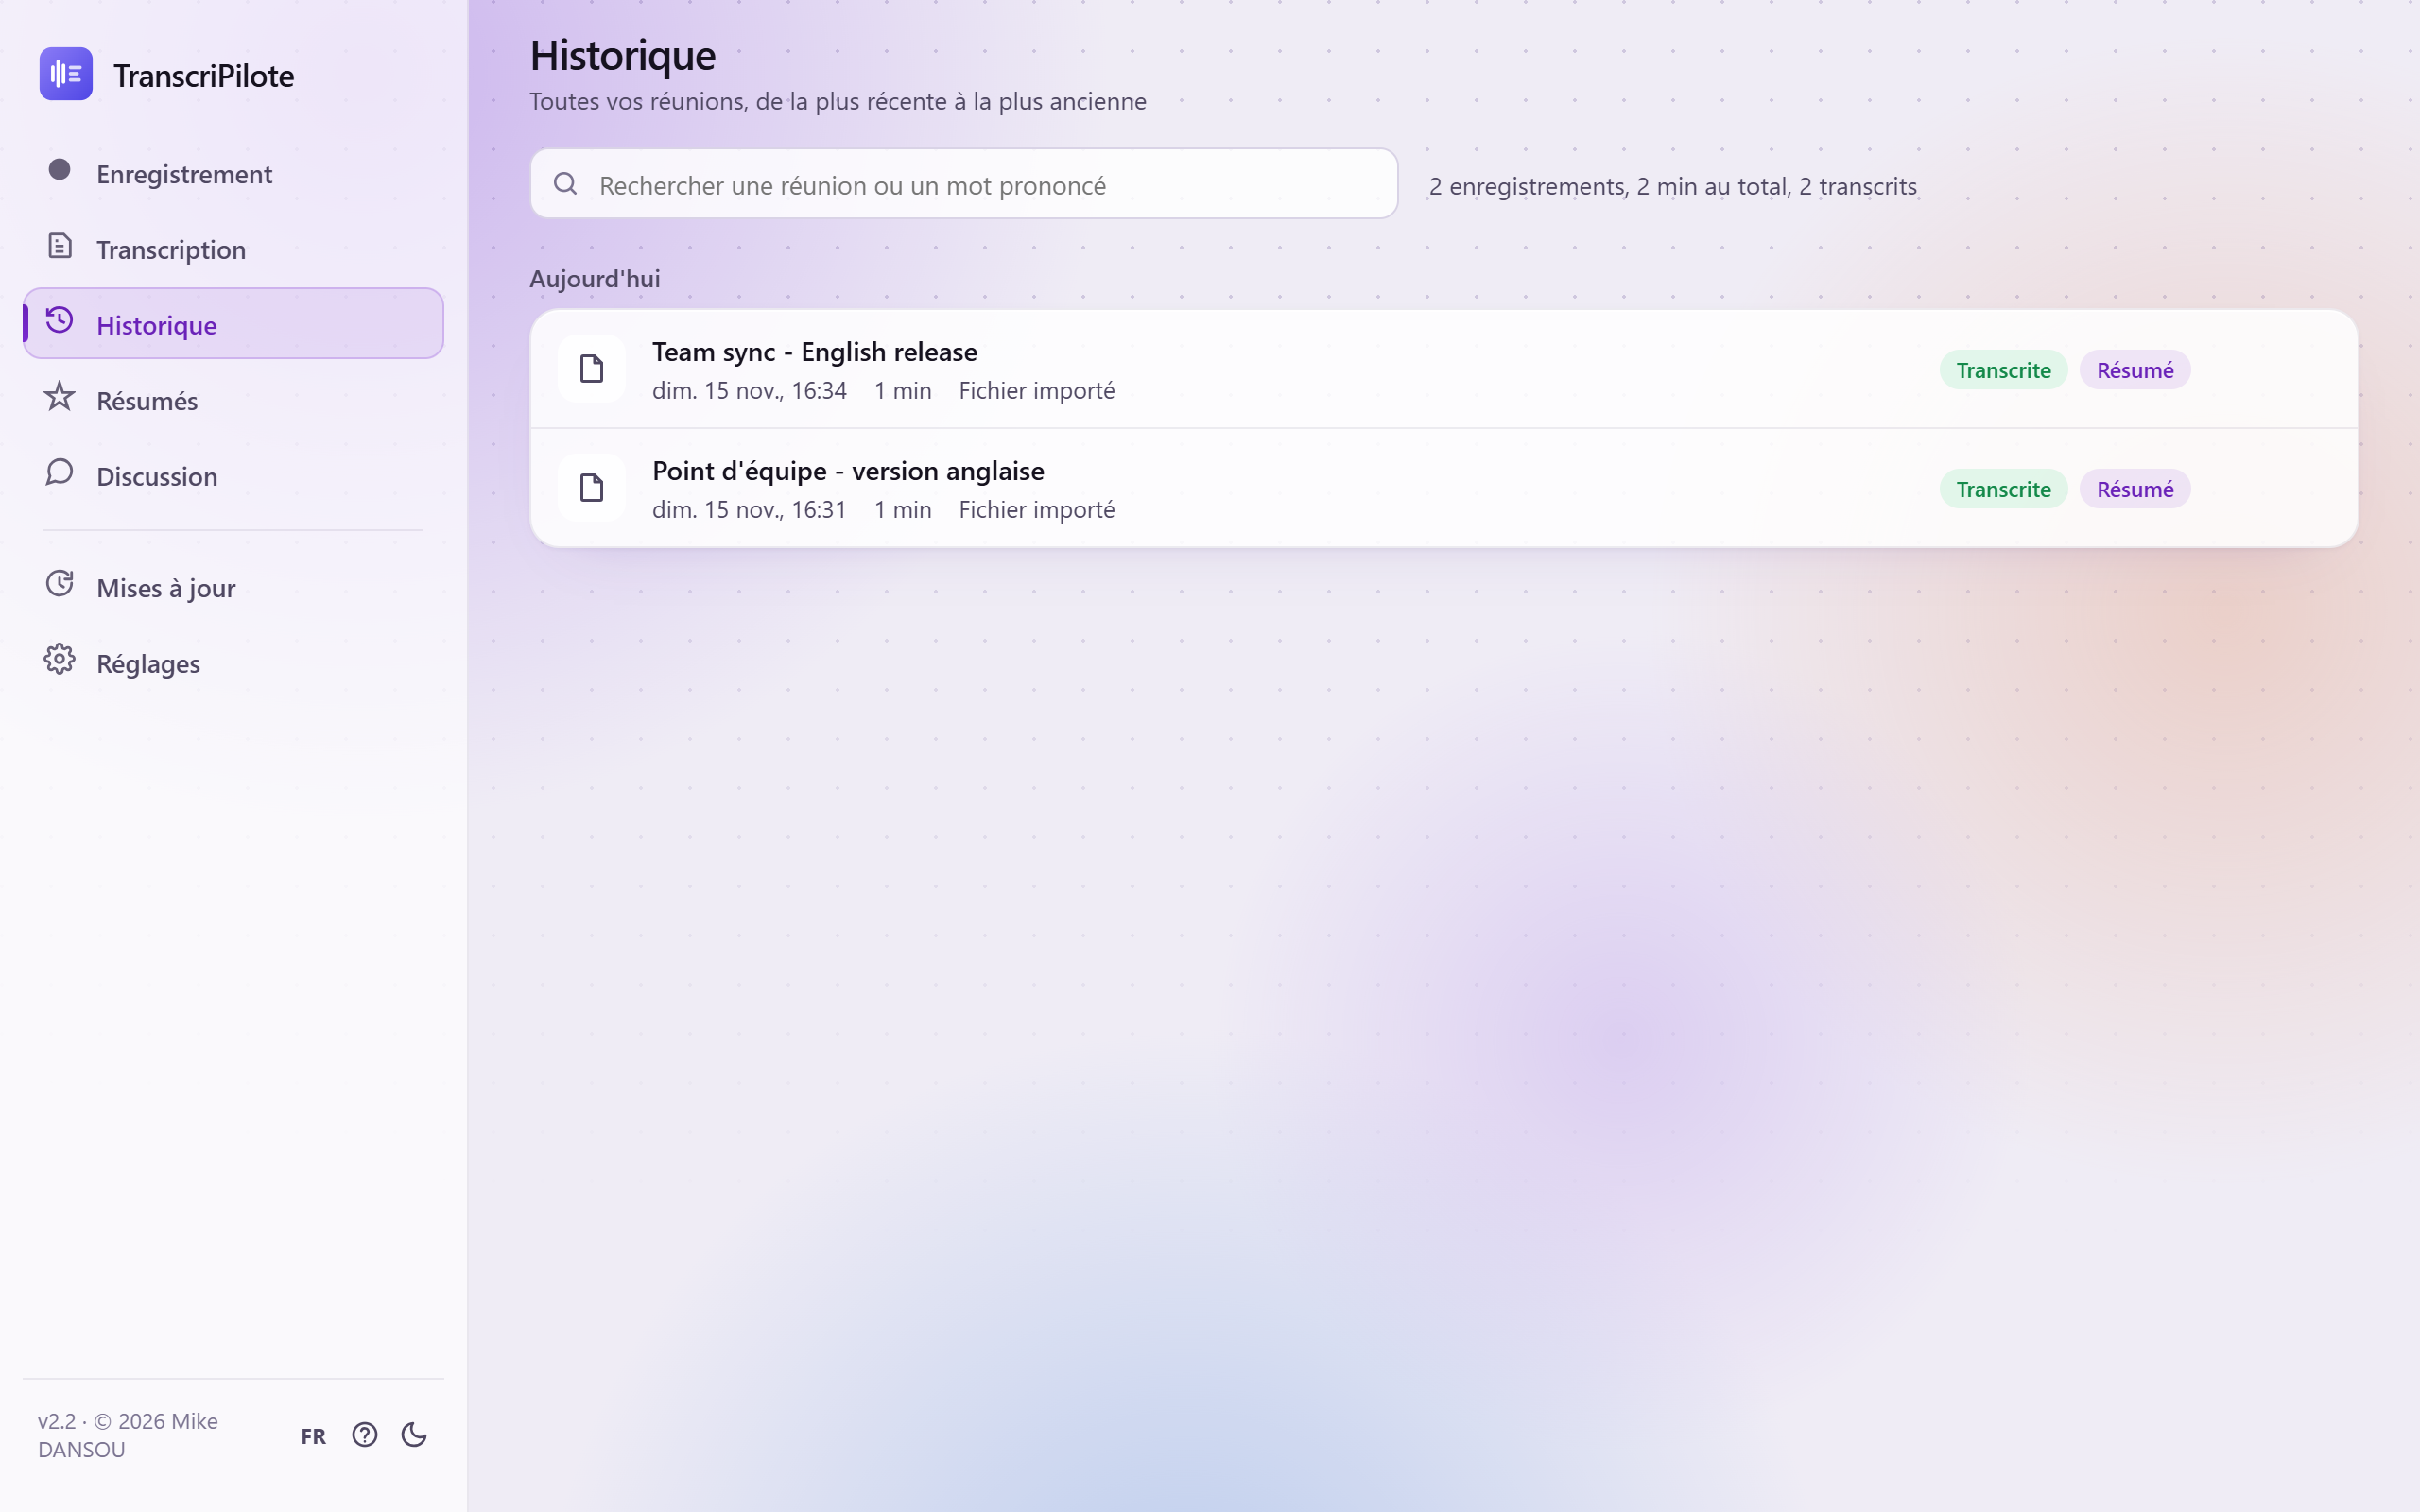 TranscriPilote
Enregistrement
Transcription
Historique
Résumés
Discussion
Mises à jour
Réglages
v2.2 · © 2026 Mike
DANSOU
FR
Historique
Toutes vos réunions, de la plus récente à la plus ancienne
Rechercher une réunion ou un mot prononcé
2 enregistrements, 2 min au total, 2 transcrits
Aujourd'hui
Team sync - English release
dim. 15 nov., 16:34 1 min Fichier importé
Transcrite Résumé
Point d'équipe - version anglaise
dim. 15 nov., 16:31 1 min Fichier importé
Transcrite Résumé